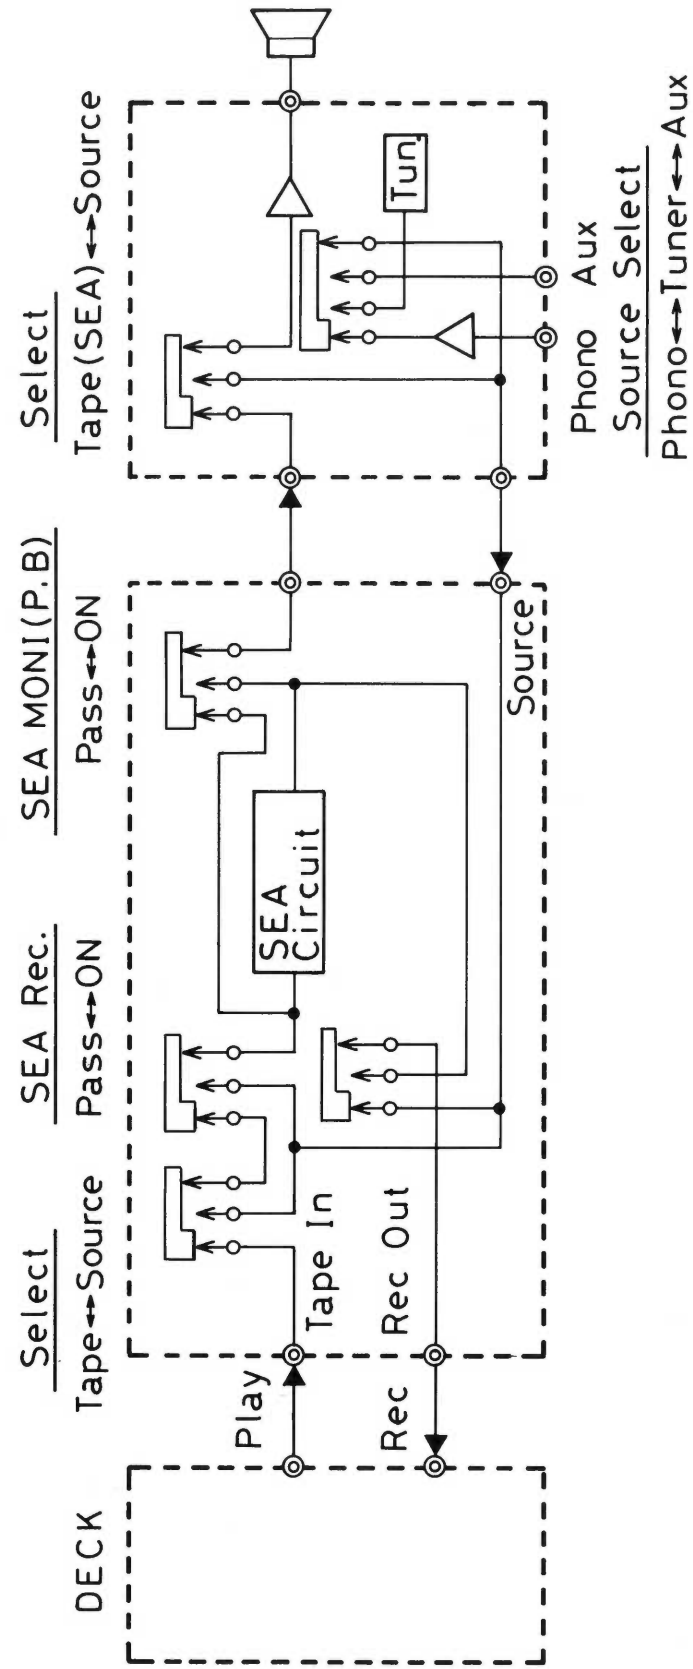 DECK
Select
Tape↔Source
SEA Rec.
Pass↔ON
SEA MONI(P.B)
Pass↔ON
Select
Tape(SEA)↔Source
Play
Tape In
Rec
Rec Out
SEA
Circuit
Source
Tun.
Phono Aux
Source Select
Phono↔Tuner↔Aux